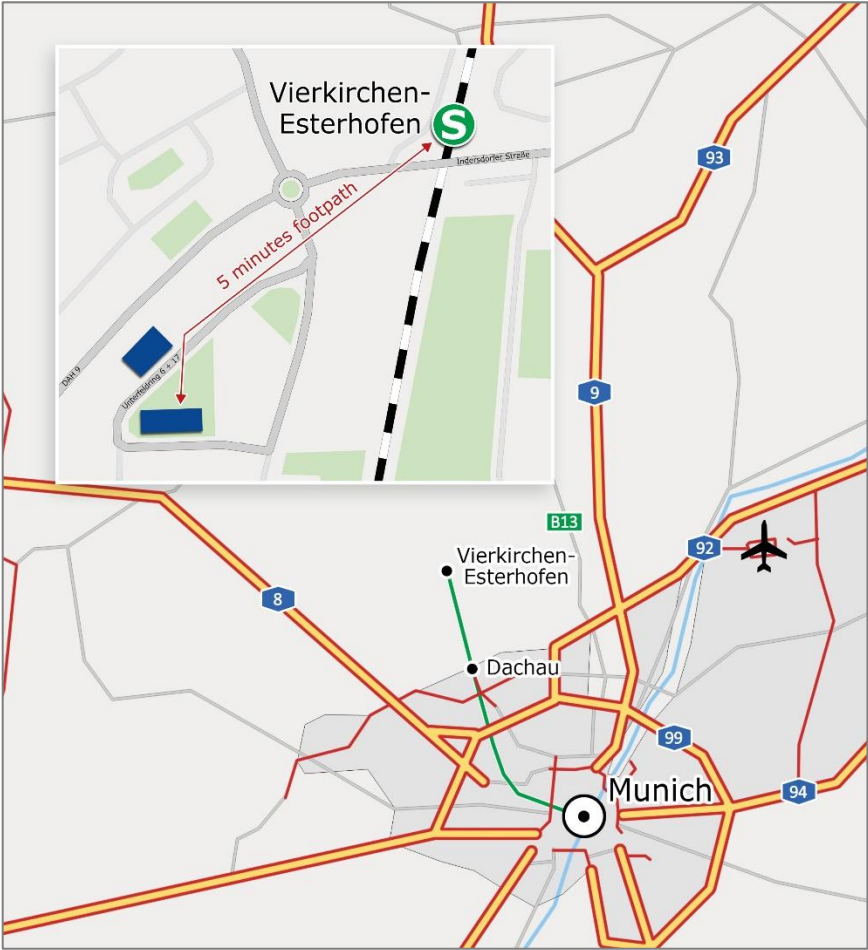 Vierkirchen-
Esterhofen
S
Indersdorfer Straße
5 minutes footpath
DAH 9
Unterfeldring 6 + 17
93
9
B13
92
Vierkirchen-
Esterhofen
8
Dachau
99
Munich
94